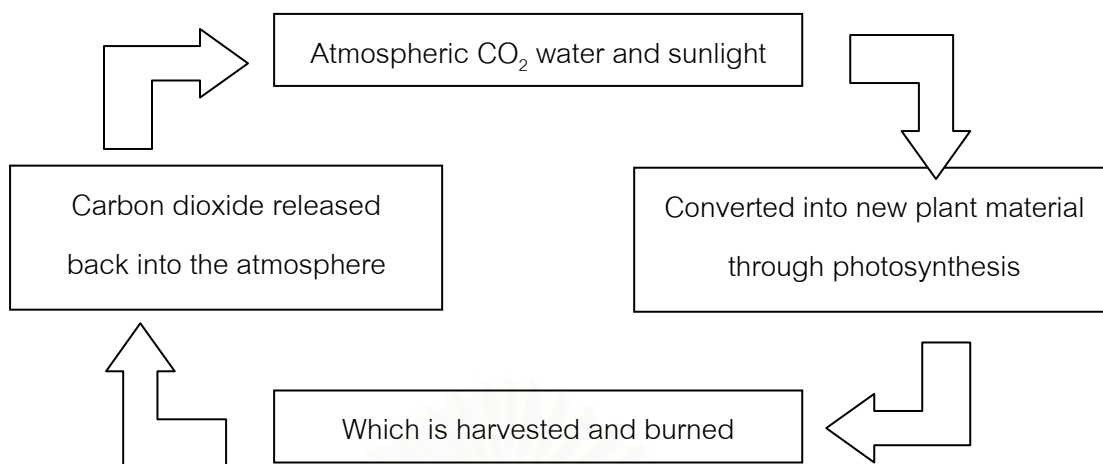 Atmospheric CO₂ water and sunlight
Converted into new plant material
through photosynthesis
Which is harvested and burned
Carbon dioxide released
back into the atmosphere